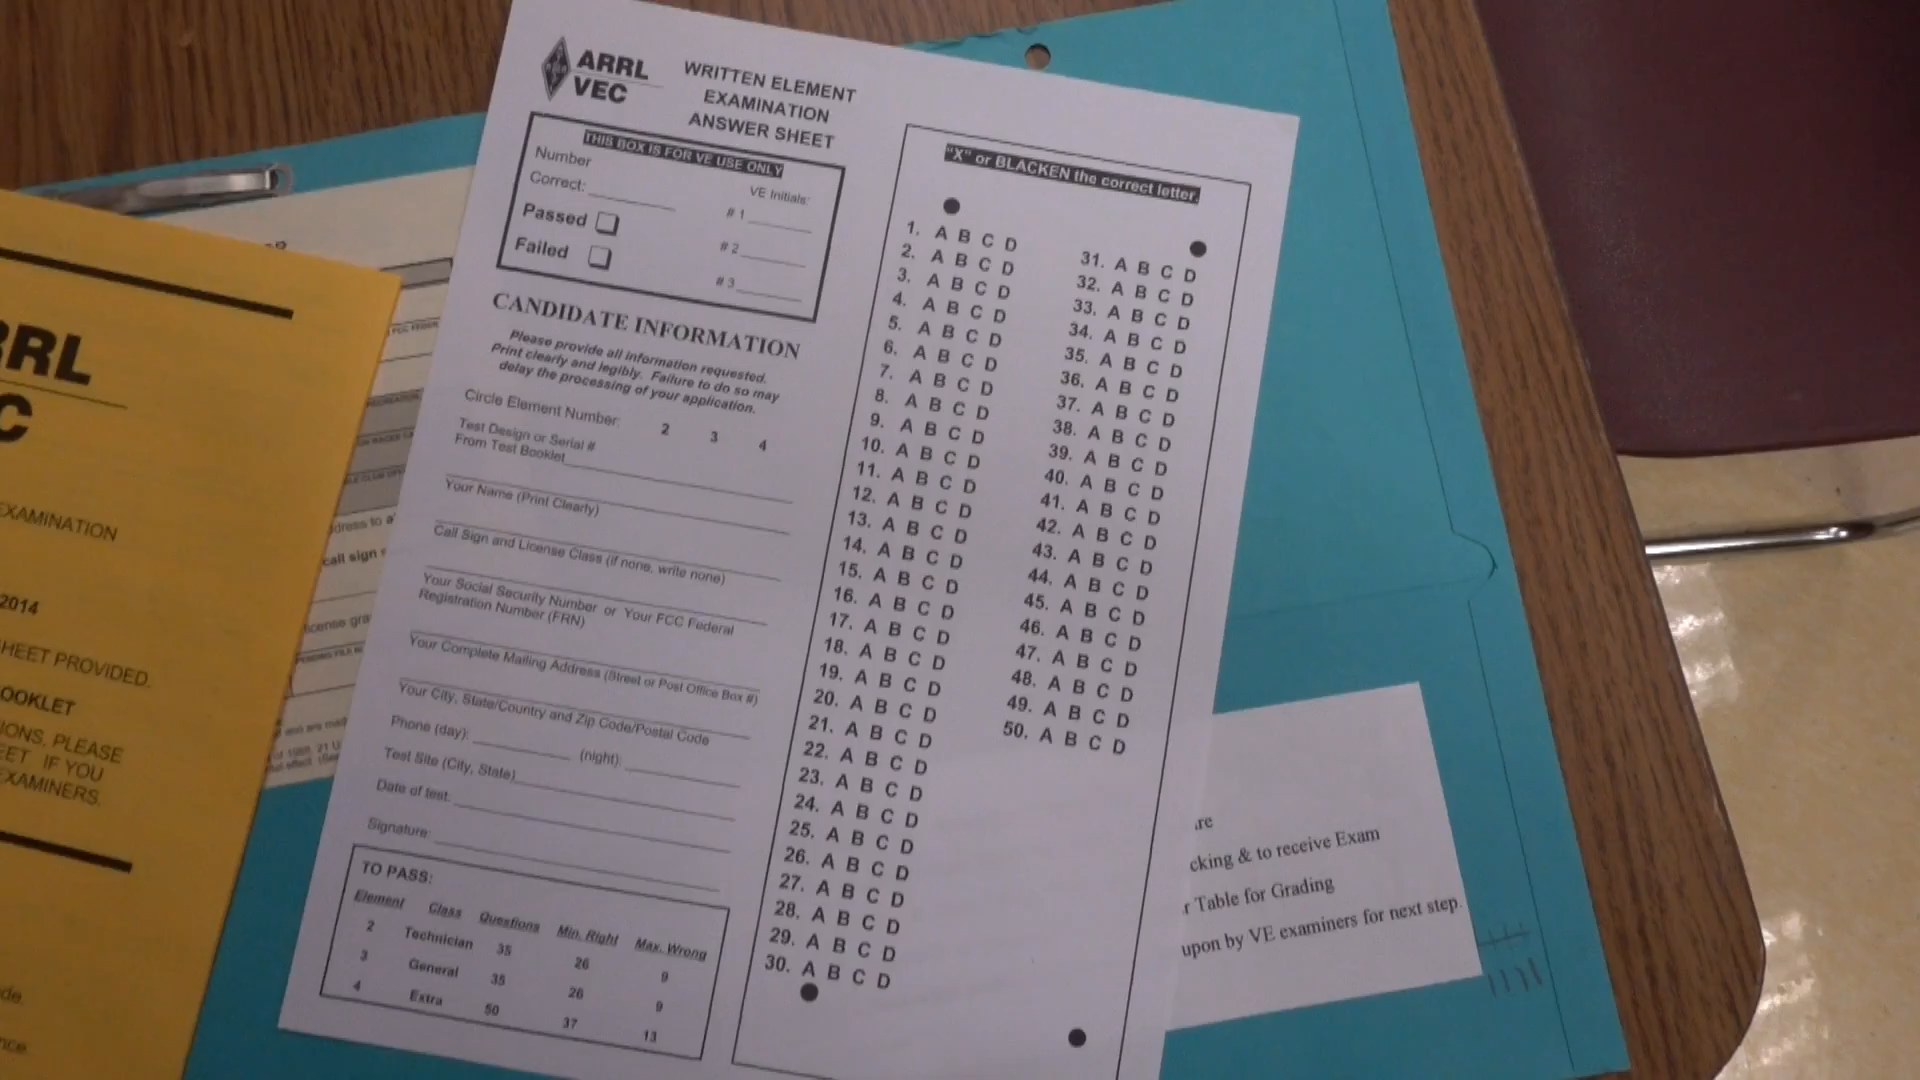 ARRL
VEC
WRITTEN ELEMENT
EXAMINATION
ANSWER SHEET
THIS BOX IS FOR VE USE ONLY
Number
Correct:
VE Initials:
# 1
Passed
# 2
Failed
# 3
CANDIDATE INFORMATION
Please provide all information requested.
Print clearly and legibly. Failure to do so may
delay the processing of your application.
Circle Element Number: 2 3 4
Test Design or Serial #
From Test Booklet
Your Name (Print Clearly)
Call Sign and License Class (if none, write none)
Your Social Security Number or Your FCC Federal
Registration Number (FRN)
Your Complete Mailing Address (Street or Post Office Box #)
Your City, State/Country and Zip Code/Postal Code
Phone (day): (night):
Test Site (City, State)
Date of test:
Signature:
TO PASS:
Element Class Questions Min. Right Max. Wrong
2 Technician 35 26 9
3 General 35 26 9
4 Extra 50 37 13
"X" or BLACKEN the correct letter.
1. A B C D
2. A B C D
3. A B C D
4. A B C D
5. A B C D
6. A B C D
7. A B C D
8. A B C D
9. A B C D
10. A B C D
11. A B C D
12. A B C D
13. A B C D
14. A B C D
15. A B C D
16. A B C D
17. A B C D
18. A B C D
19. A B C D
20. A B C D
21. A B C D
22. A B C D
23. A B C D
24. A B C D
25. A B C D
26. A B C D
27. A B C D
28. A B C D
29. A B C D
30. A B C D
31. A B C D
32. A B C D
33. A B C D
34. A B C D
35. A B C D
36. A B C D
37. A B C D
38. A B C D
39. A B C D
40. A B C D
41. A B C D
42. A B C D
43. A B C D
44. A B C D
45. A B C D
46. A B C D
47. A B C D
48. A B C D
49. A B C D
50. A B C D
RRL
C
EXAMINATION
2014
HEET PROVIDED.
OOKLET
IONS, PLEASE
EET IF YOU
EXAMINERS.
de.
nce.
dress to a
call sign
icense gra
re
cking & to receive Exam
r Table for Grading
upon by VE examiners for next step.